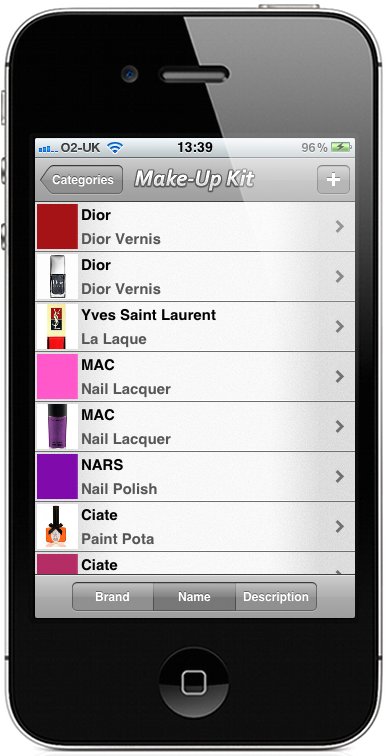 O2-UK 13:39 96%
Categories Make-Up Kit +
Dior
Dior Vernis
Dior
Dior Vernis
Yves Saint Laurent
La Laque
MAC
Nail Lacquer
MAC
Nail Lacquer
NARS
Nail Polish
Ciate
Paint Pota
Ciate
Brand Name Description